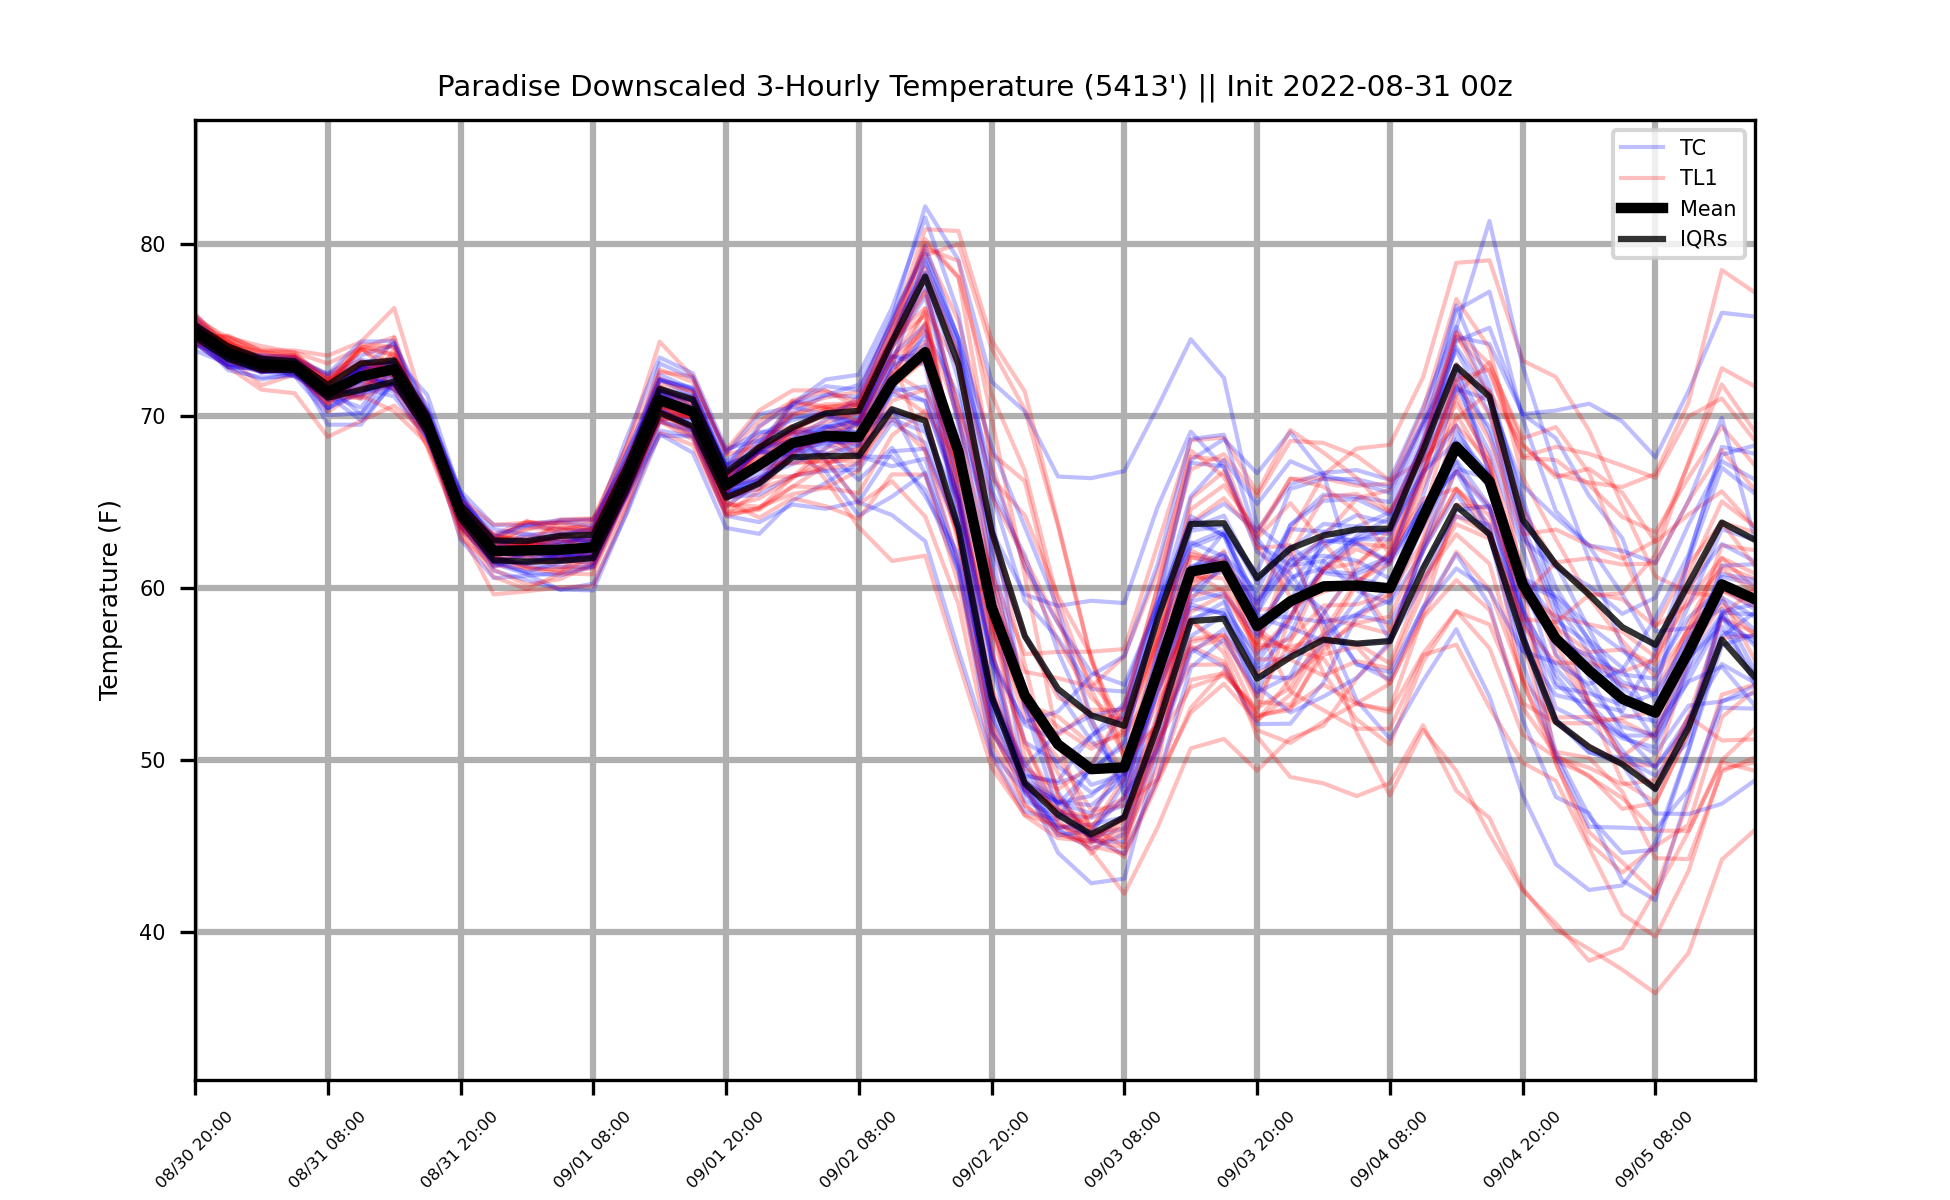 Paradise Downscaled 3-Hourly Temperature (5413') || Init 2022-08-31 00z
TC
TL1
Mean
IQRs
Temperature (F)
80
70
60
50
40
08/30 20:00
08/31 08:00
08/31 20:00
09/01 08:00
09/01 20:00
09/02 08:00
09/02 20:00
09/03 08:00
09/03 20:00
09/04 08:00
09/04 20:00
09/05 08:00